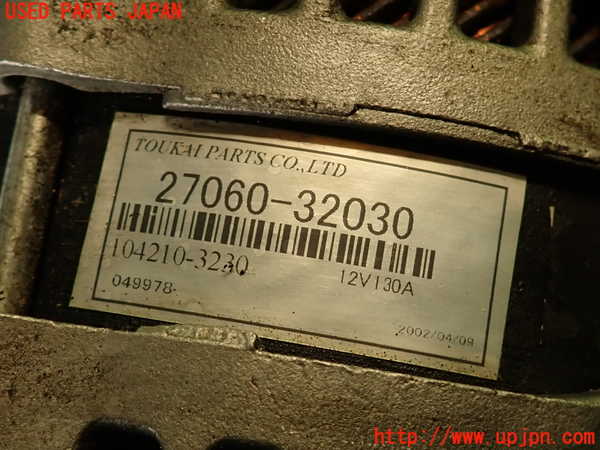 USED PARTS JAPAN
TOUKAI PARTS CO.,LTD
27060-32030
104210-3230
12V130A
049978
2002/04/09
http://www.upjpn.com/